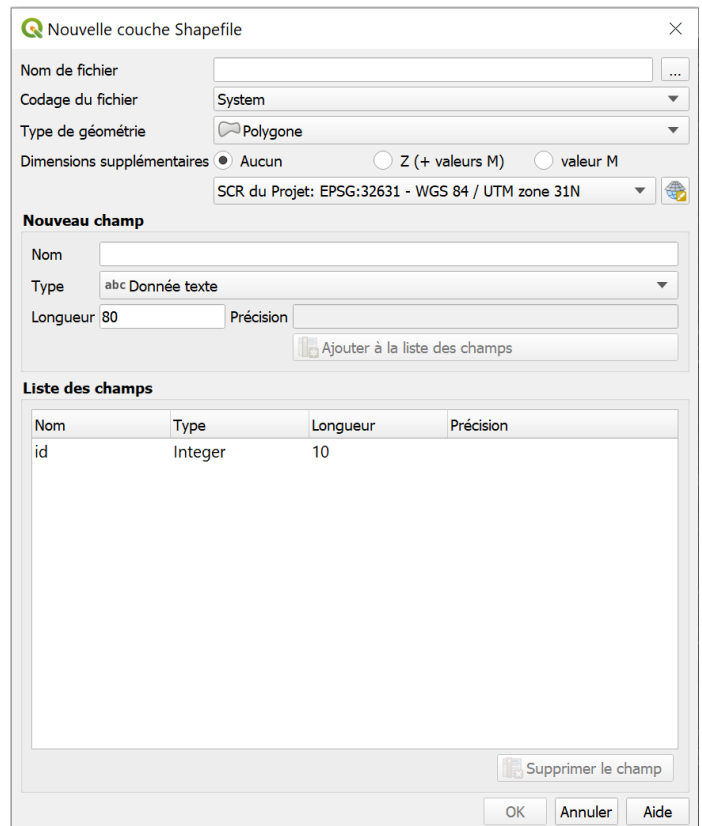 Nouvelle couche Shapefile
Nom de fichier ...
Codage du fichier System
Type de géométrie Polygone
Dimensions supplémentaires Aucun Z (+ valeurs M) valeur M
SCR du Projet: EPSG:32631 - WGS 84 / UTM zone 31N
Nouveau champ
Nom
Type abc Donnée texte
Longueur 80 Précision
Ajouter à la liste des champs
Liste des champs
Nom Type Longueur Précision
id Integer 10
Supprimer le champ
OK Annuler Aide